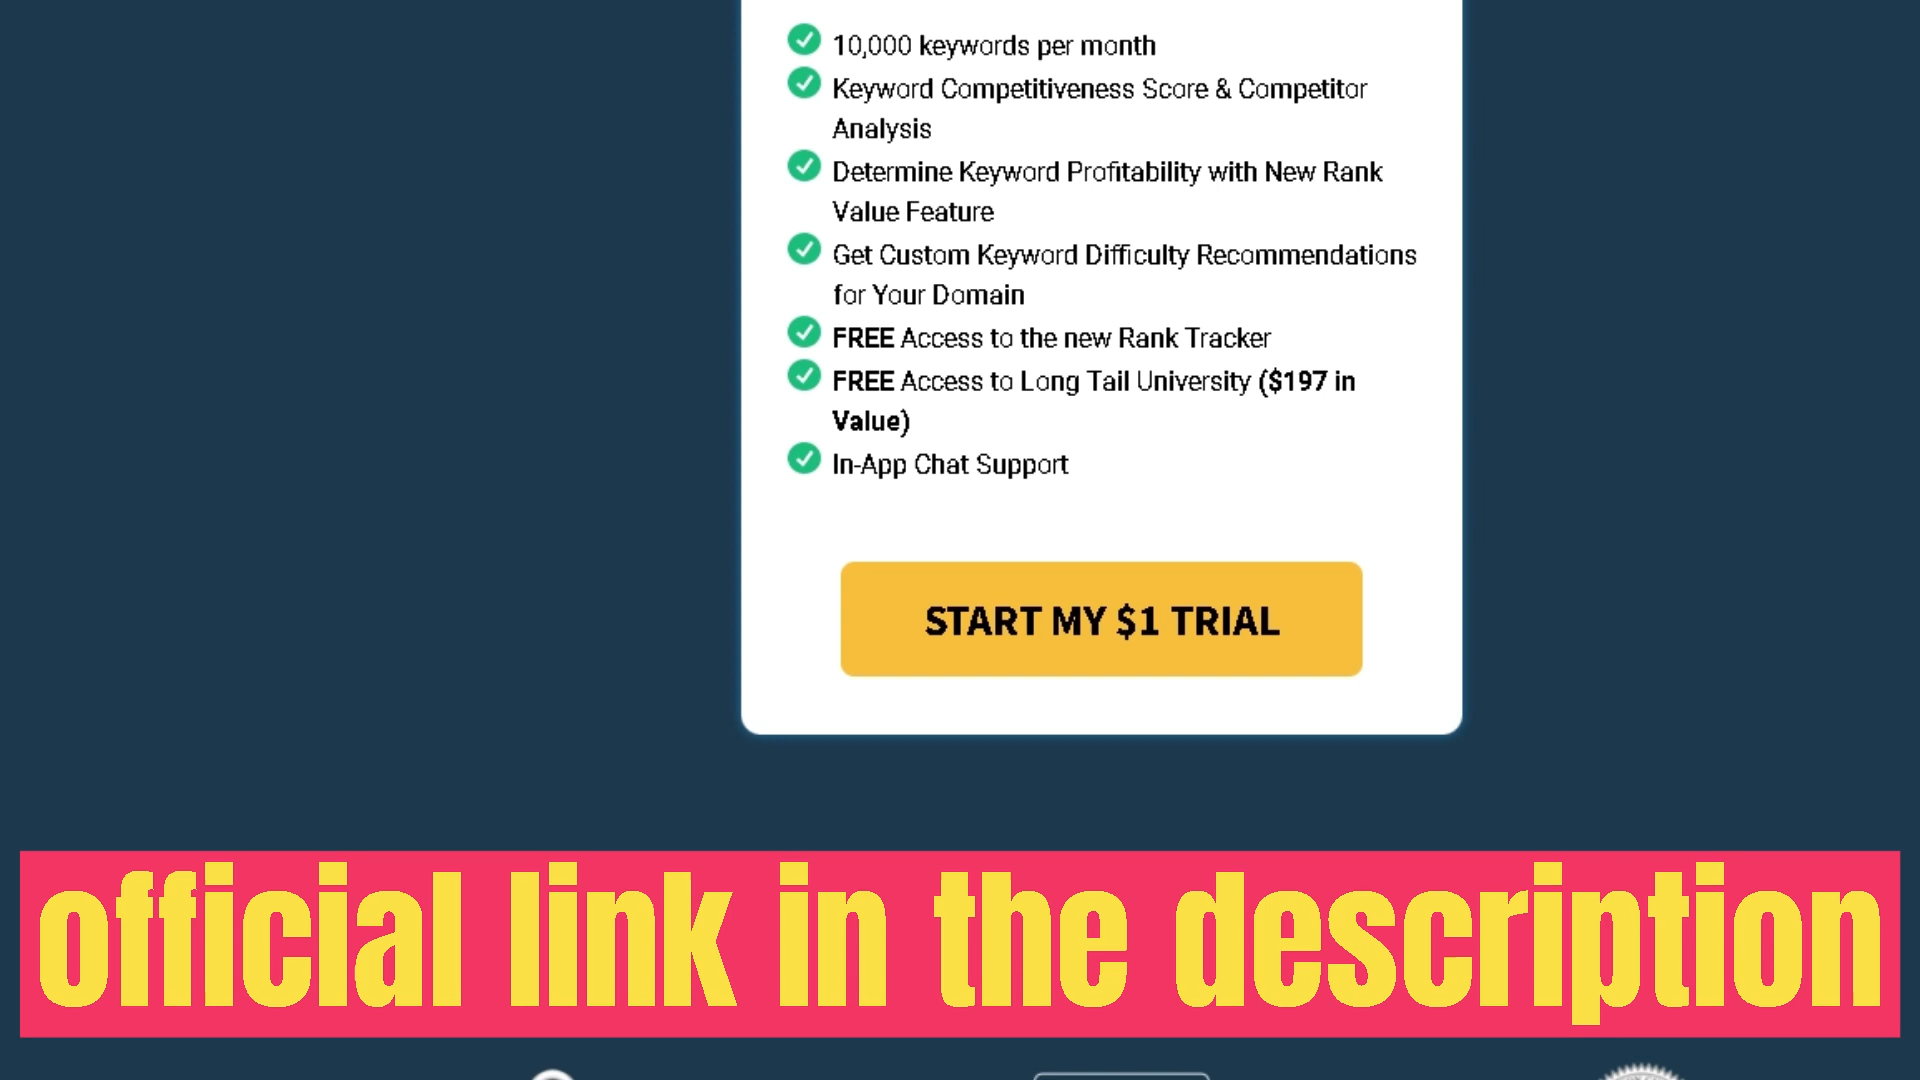 10,000 keywords per month
Keyword Competitiveness Score & Competitor
Analysis
Determine Keyword Profitability with New Rank
Value Feature
Get Custom Keyword Difficulty Recommendations
for Your Domain
FREE Access to the new Rank Tracker
FREE Access to Long Tail University ($197 in
Value)
In-App Chat Support
START MY $1 TRIAL
official link in the description